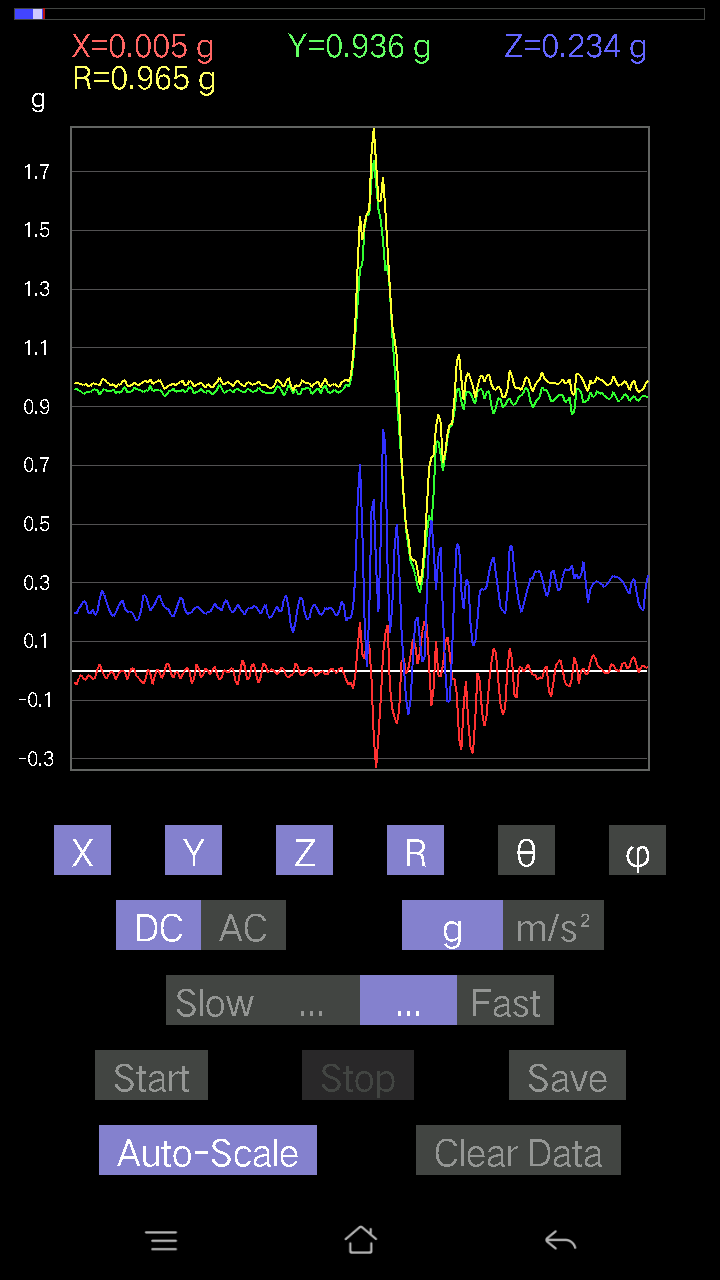 X=0.005 g Y=0.936 g Z=0.234 g
R=0.965 g
g
1.7
1.5
1.3
1.1
0.9
0.7
0.5
0.3
0.1
-0.1
-0.3
X Y Z R θ φ
DC AC g m/s²
Slow ... ... Fast
Start Stop Save
Auto-Scale Clear Data